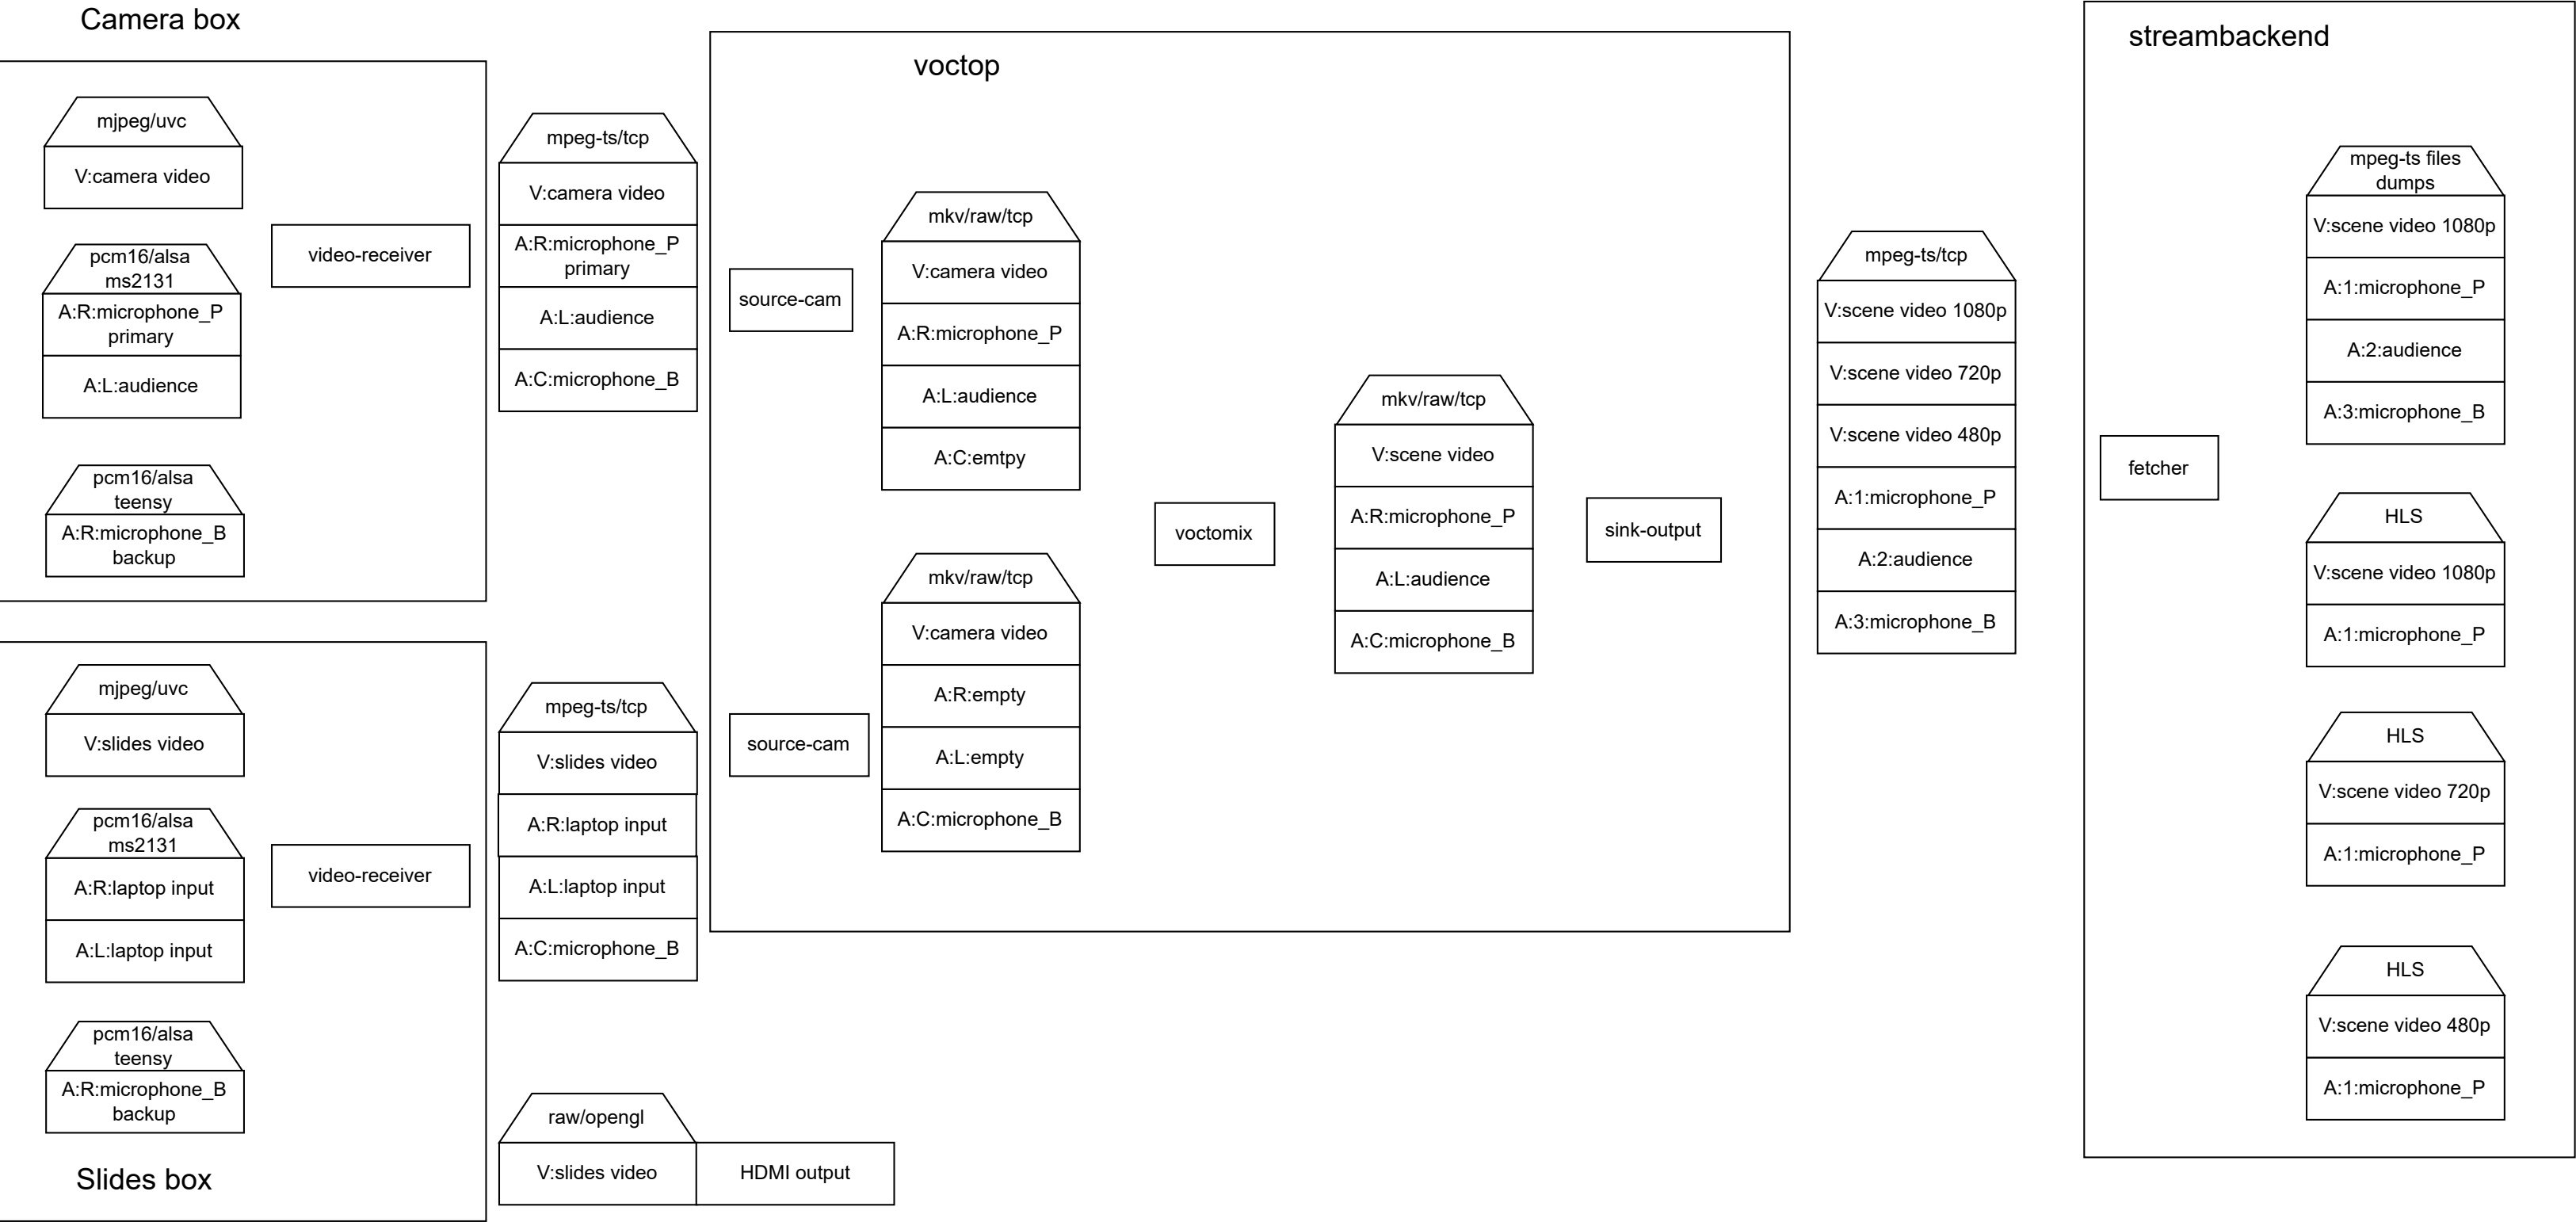 Camera box
mjpeg/uvc
V:camera video
pcm16/alsa
ms2131
A:R:microphone_P
primary
A:L:audience
pcm16/alsa
teensy
A:R:microphone_B
backup
video-receiver
mpeg-ts/tcp
V:camera video
A:R:microphone_P
primary
A:L:audience
A:C:microphone_B
mjpeg/uvc
V:slides video
pcm16/alsa
ms2131
A:R:laptop input
A:L:laptop input
pcm16/alsa
teensy
A:R:microphone_B
backup
Slides box
video-receiver
mpeg-ts/tcp
V:slides video
A:R:laptop input
A:L:laptop input
A:C:microphone_B
raw/opengl
V:slides video
HDMI output
voctop
source-cam
mkv/raw/tcp
V:camera video
A:R:microphone_P
A:L:audience
A:C:emtpy
source-cam
mkv/raw/tcp
V:camera video
A:R:empty
A:L:empty
A:C:microphone_B
voctomix
mkv/raw/tcp
V:scene video
A:R:microphone_P
A:L:audience
A:C:microphone_B
sink-output
mpeg-ts/tcp
V:scene video 1080p
V:scene video 720p
V:scene video 480p
A:1:microphone_P
A:2:audience
A:3:microphone_B
streambackend
fetcher
mpeg-ts files
dumps
V:scene video 1080p
A:1:microphone_P
A:2:audience
A:3:microphone_B
HLS
V:scene video 1080p
A:1:microphone_P
HLS
V:scene video 720p
A:1:microphone_P
HLS
V:scene video 480p
A:1:microphone_P